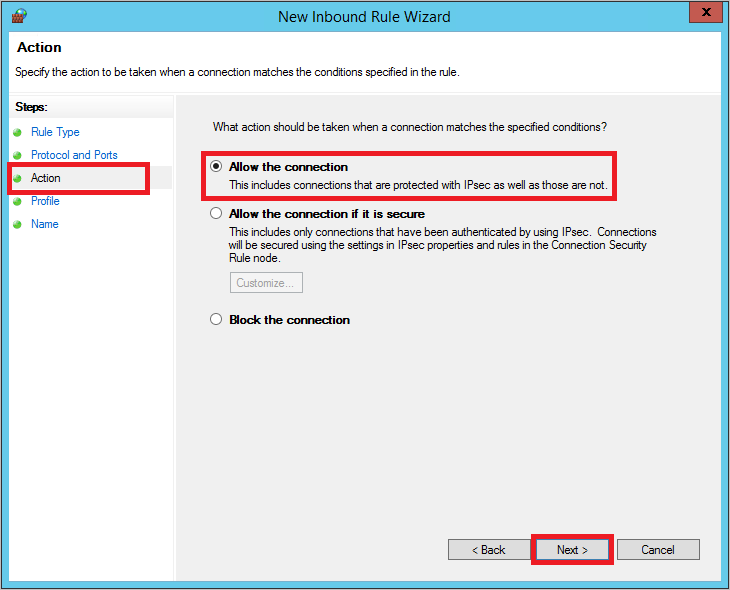 New Inbound Rule Wizard
X
Action
Specify the action to be taken when a connection matches the conditions specified in the rule.
Steps:
Rule Type
Protocol and Ports
Action
Profile
Name
What action should be taken when a connection matches the specified conditions?
Allow the connection
This includes connections that are protected with IPsec as well as those are not.
Allow the connection if it is secure
This includes only connections that have been authenticated by using IPsec. Connections
will be secured using the settings in IPsec properties and rules in the Connection Security
Rule node.
Customize...
Block the connection
< Back
Next >
Cancel